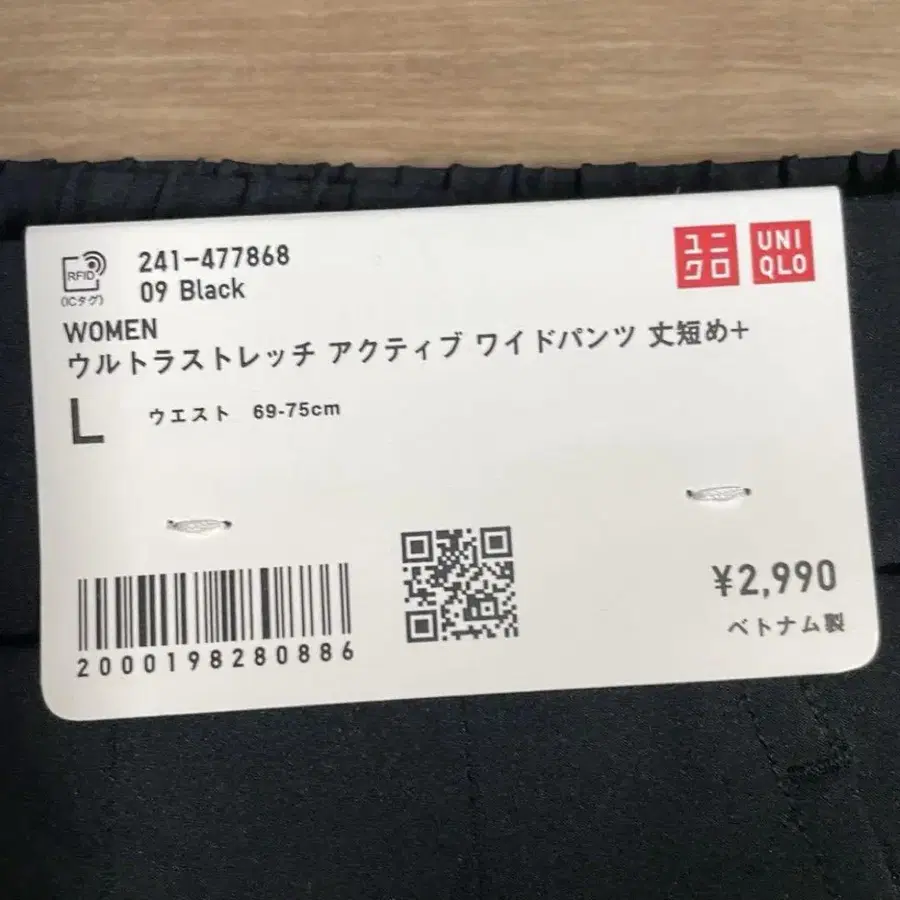 RFID
(ICタグ)
241-477868
09 Black
ユニ
クロ
UNI
QLO
WOMEN
ウルトラストレッチ アクティブ ワイドパンツ 丈短め+
L ウエスト 69-75cm
¥2,990
ベトナム製
2000198280886